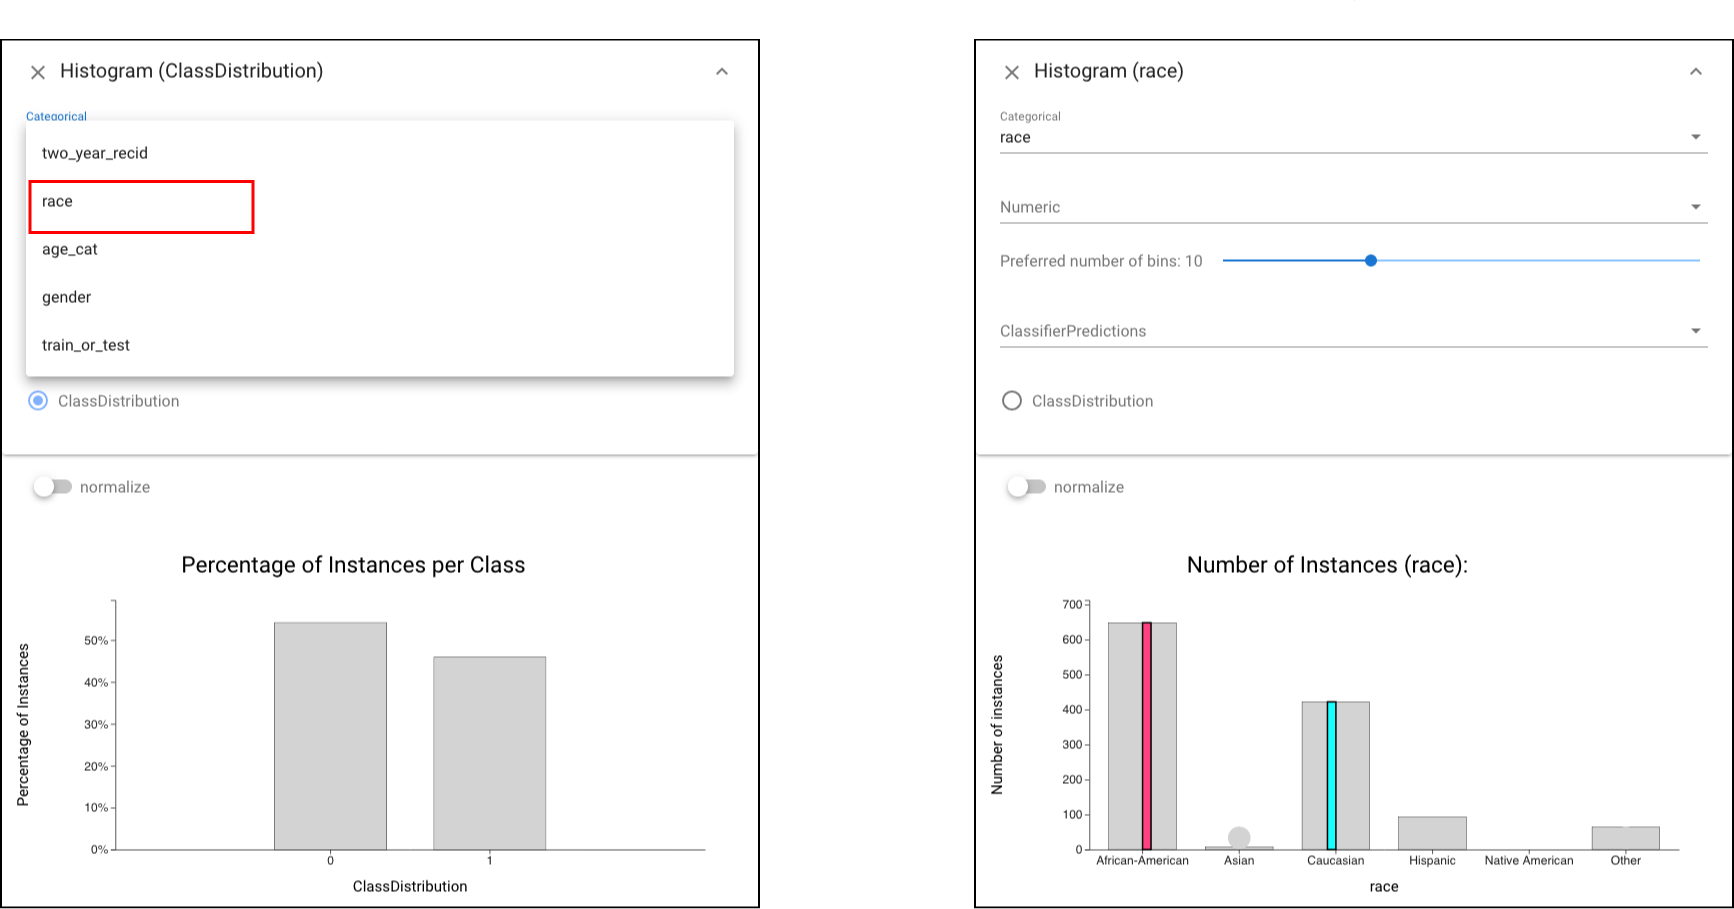 Histogram (ClassDistribution)
Categorical
two_year_recid
race
age_cat
gender
train_or_test
ClassDistribution
normalize
Percentage of Instances per Class
Percentage of Instances
50%
40%
30%
20%
10%
0%
0 1
ClassDistribution
Histogram (race)
Categorical
race
Numeric
Preferred number of bins: 10
ClassifierPredictions
ClassDistribution
normalize
Number of Instances (race):
Number of instances
700
600
500
400
300
200
100
0
African-American Asian Caucasian Hispanic Native American Other
race